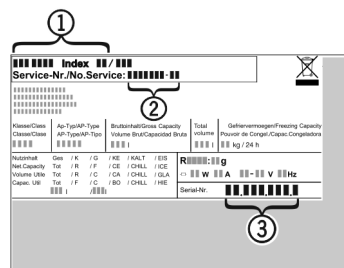 1
Index /
Service-Nr./No.Service: -
2
Klasse/Classe Ap-Typ/AP-Type Bruttoinhalt/Gross Capacity Total Gefriervermoegen/Freezing Capacity
Classe/Class AP-Type/AP-Tipo Volume Brut/Capacidad Bruta volume Pouvoir de Congel./Capac.Congeladora
l l kg / 24 h
Nutzinhalt Ges / K / G / KE / KALT / EIS
Net.Capacity Tot / R / F / CE / CHILL / ICE
Volume Utile Tot / R / C / CA / CHILL / GLA
Capac. Util Tot / F / C / BO / CHILL / HIE
l / l
R : g
W A - V Hz
Serial-Nr. . . .
3